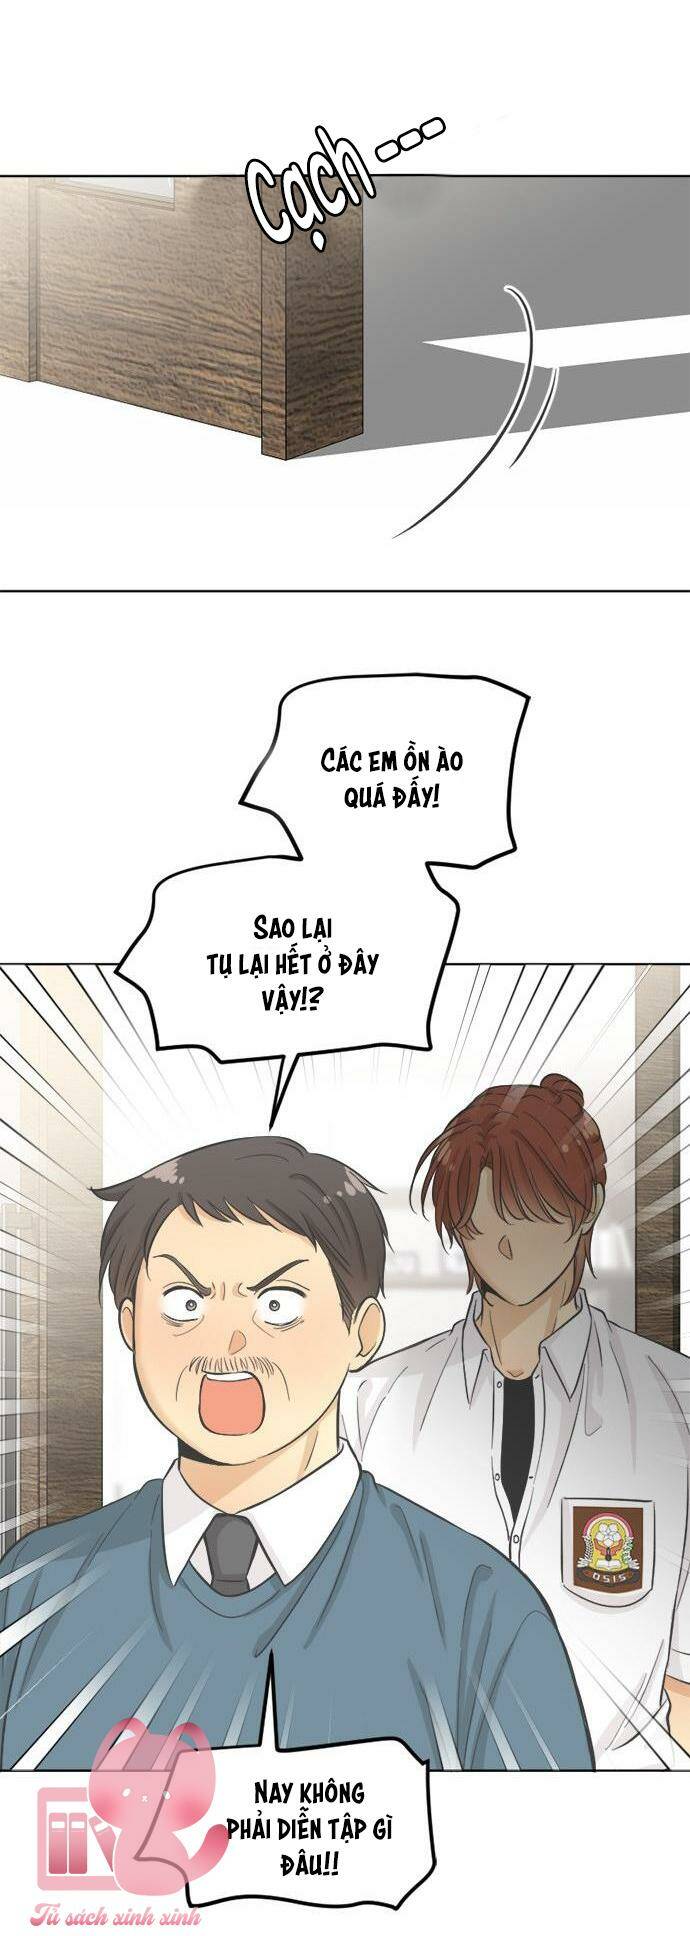 Cạch---
CÁC EM ỒN ÀO
QUÁ ĐẤY!
SAO LẠI
TỤ LẠI HẾT Ở ĐÂY
VẬY!?
OSIS
NAY KHÔNG
PHẢI DIỄN TẬP GÌ
ĐÂU!!
Tủ sách xinh xinh